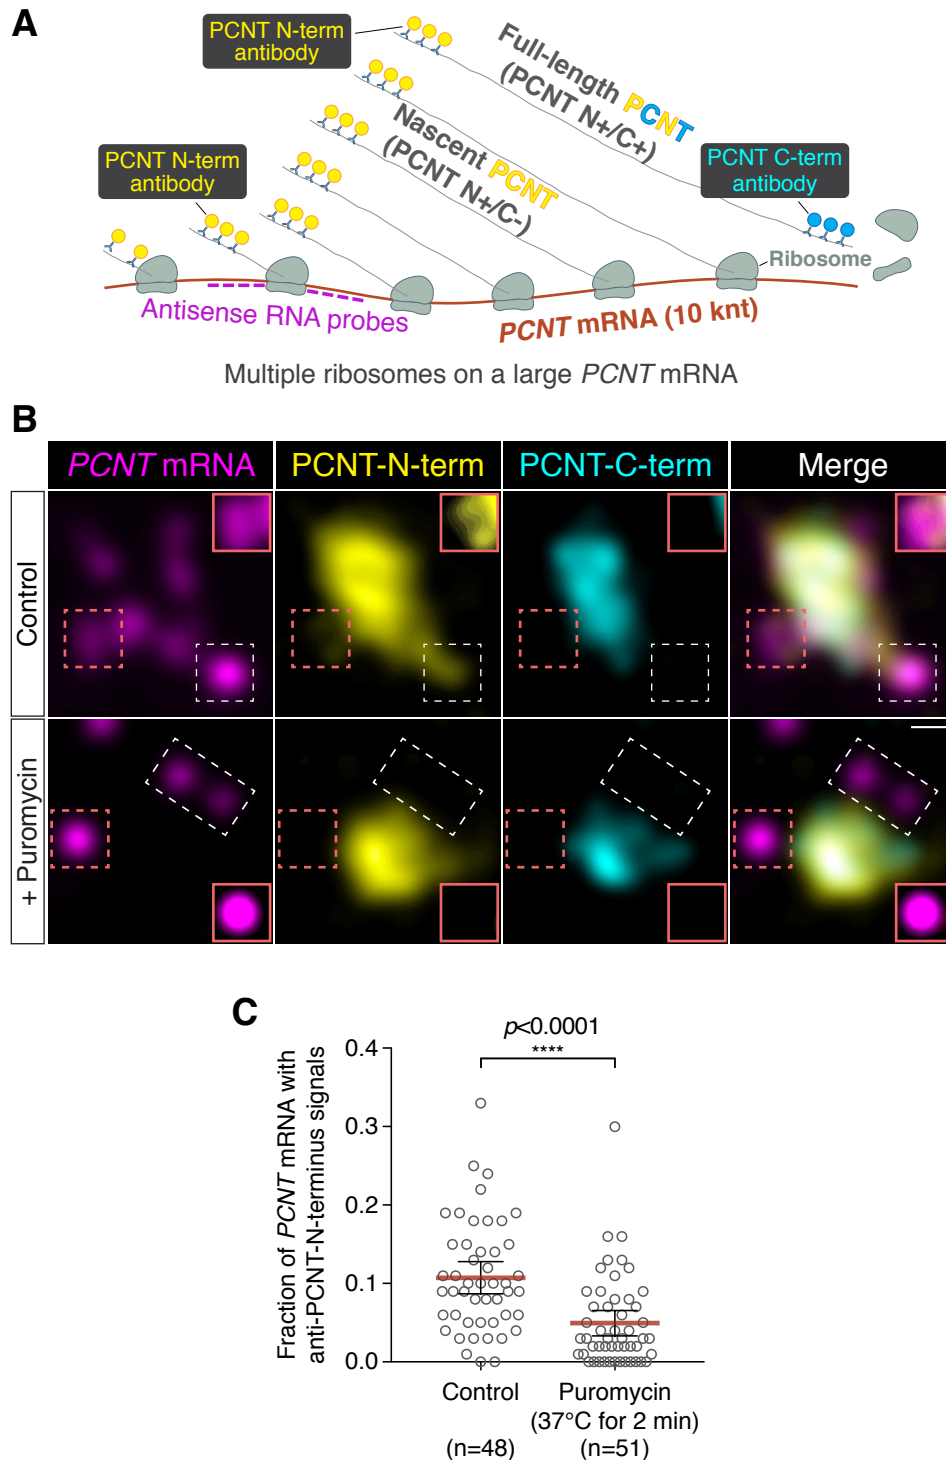 A
PCNT N-term
antibody
Full-length PCNT
(PCNT N+/C+)
Nascent PCNT
(PCNT N+/C-)
PCNT N-term
antibody
PCNT C-term
antibody
Ribosome
Antisense RNA probes
PCNT mRNA (10 knt)
Multiple ribosomes on a large PCNT mRNA
B
PCNT mRNA
PCNT-N-term
PCNT-C-term
Merge
Control
+ Puromycin
C
p<0.0001
****
Fraction of PCNT mRNA with
anti-PCNT-N-terminus signals
0.4
0.3
0.2
0.1
0.0
Control
Puromycin
(37°C for 2 min)
(n=48)
(n=51)